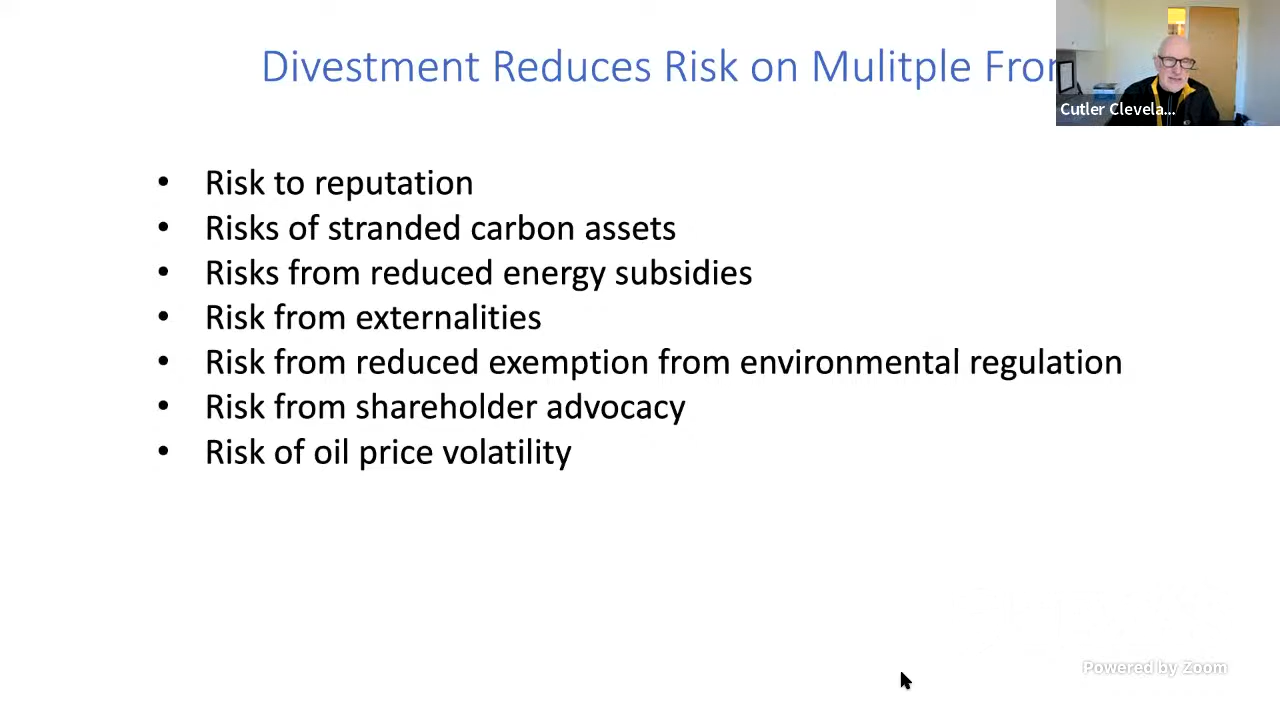 Divestment Reduces Risk on Mulitple Fron
Cutler Clevela...
• Risk to reputation
• Risks of stranded carbon assets
• Risks from reduced energy subsidies
• Risk from externalities
• Risk from reduced exemption from environmental regulation
• Risk from shareholder advocacy
• Risk of oil price volatility
Powered by Zoom